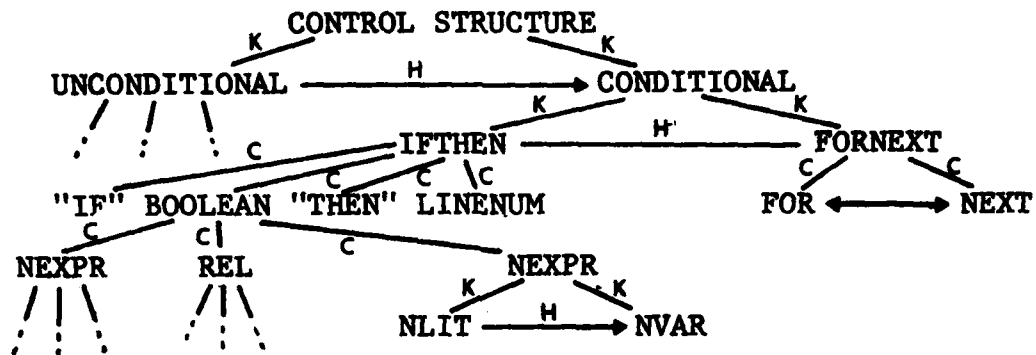 CONTROL STRUCTURE
K K
UNCONDITIONAL H CONDITIONAL
K K
IFTHEN H FORNEXT
C C C C C C
"IF" BOOLEAN "THEN" LINENUM FOR NEXT
C C C
NEXPR REL NEXPR
K K
NLIT H NVAR